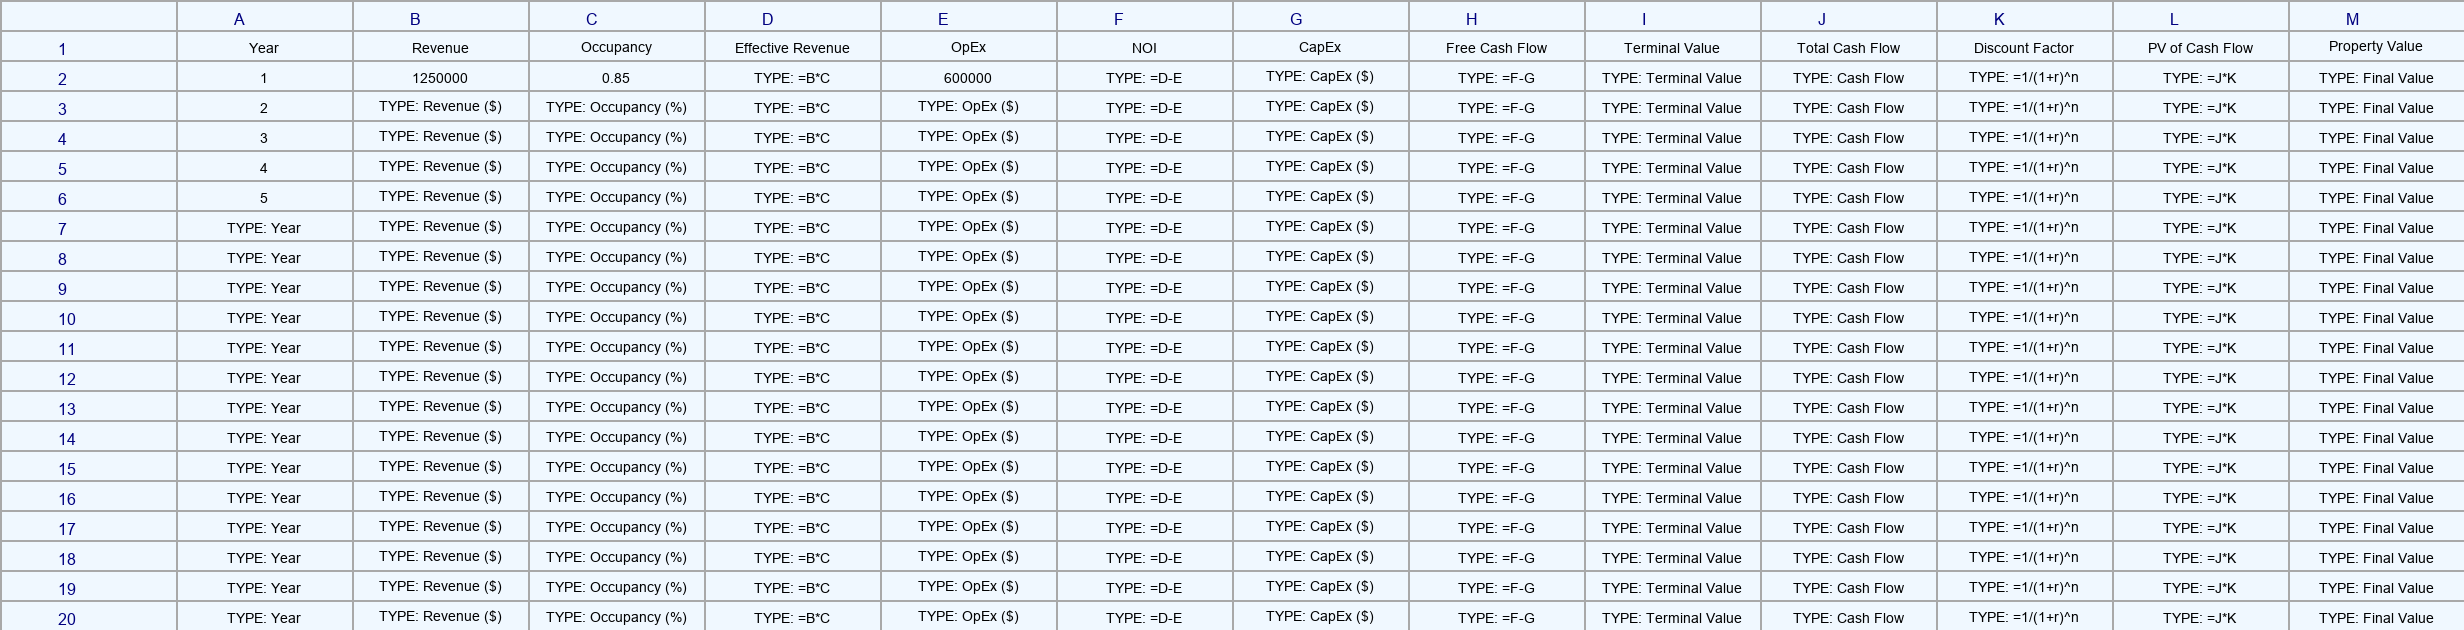 A B C D E F G H I J K L M
1 Year Revenue Occupancy Effective Revenue OpEx NOI CapEx Free Cash Flow Terminal Value Total Cash Flow Discount Factor PV of Cash Flow Property Value
2 1 1250000 0.85 TYPE: =B*C 600000 TYPE: =D-E TYPE: CapEx ($) TYPE: =F-G TYPE: Terminal Value TYPE: Cash Flow TYPE: =1/(1+r)^n TYPE: =J*K TYPE: Final Value
3 2 TYPE: Revenue ($) TYPE: Occupancy (%) TYPE: =B*C TYPE: OpEx ($) TYPE: =D-E TYPE: CapEx ($) TYPE: =F-G TYPE: Terminal Value TYPE: Cash Flow TYPE: =1/(1+r)^n TYPE: =J*K TYPE: Final Value
4 3 TYPE: Revenue ($) TYPE: Occupancy (%) TYPE: =B*C TYPE: OpEx ($) TYPE: =D-E TYPE: CapEx ($) TYPE: =F-G TYPE: Terminal Value TYPE: Cash Flow TYPE: =1/(1+r)^n TYPE: =J*K TYPE: Final Value
5 4 TYPE: Revenue ($) TYPE: Occupancy (%) TYPE: =B*C TYPE: OpEx ($) TYPE: =D-E TYPE: CapEx ($) TYPE: =F-G TYPE: Terminal Value TYPE: Cash Flow TYPE: =1/(1+r)^n TYPE: =J*K TYPE: Final Value
6 5 TYPE: Revenue ($) TYPE: Occupancy (%) TYPE: =B*C TYPE: OpEx ($) TYPE: =D-E TYPE: CapEx ($) TYPE: =F-G TYPE: Terminal Value TYPE: Cash Flow TYPE: =1/(1+r)^n TYPE: =J*K TYPE: Final Value
7 TYPE: Year TYPE: Revenue ($) TYPE: Occupancy (%) TYPE: =B*C TYPE: OpEx ($) TYPE: =D-E TYPE: CapEx ($) TYPE: =F-G TYPE: Terminal Value TYPE: Cash Flow TYPE: =1/(1+r)^n TYPE: =J*K TYPE: Final Value
8 TYPE: Year TYPE: Revenue ($) TYPE: Occupancy (%) TYPE: =B*C TYPE: OpEx ($) TYPE: =D-E TYPE: CapEx ($) TYPE: =F-G TYPE: Terminal Value TYPE: Cash Flow TYPE: =1/(1+r)^n TYPE: =J*K TYPE: Final Value
9 TYPE: Year TYPE: Revenue ($) TYPE: Occupancy (%) TYPE: =B*C TYPE: OpEx ($) TYPE: =D-E TYPE: CapEx ($) TYPE: =F-G TYPE: Terminal Value TYPE: Cash Flow TYPE: =1/(1+r)^n TYPE: =J*K TYPE: Final Value
10 TYPE: Year TYPE: Revenue ($) TYPE: Occupancy (%) TYPE: =B*C TYPE: OpEx ($) TYPE: =D-E TYPE: CapEx ($) TYPE: =F-G TYPE: Terminal Value TYPE: Cash Flow TYPE: =1/(1+r)^n TYPE: =J*K TYPE: Final Value
11 TYPE: Year TYPE: Revenue ($) TYPE: Occupancy (%) TYPE: =B*C TYPE: OpEx ($) TYPE: =D-E TYPE: CapEx ($) TYPE: =F-G TYPE: Terminal Value TYPE: Cash Flow TYPE: =1/(1+r)^n TYPE: =J*K TYPE: Final Value
12 TYPE: Year TYPE: Revenue ($) TYPE: Occupancy (%) TYPE: =B*C TYPE: OpEx ($) TYPE: =D-E TYPE: CapEx ($) TYPE: =F-G TYPE: Terminal Value TYPE: Cash Flow TYPE: =1/(1+r)^n TYPE: =J*K TYPE: Final Value
13 TYPE: Year TYPE: Revenue ($) TYPE: Occupancy (%) TYPE: =B*C TYPE: OpEx ($) TYPE: =D-E TYPE: CapEx ($) TYPE: =F-G TYPE: Terminal Value TYPE: Cash Flow TYPE: =1/(1+r)^n TYPE: =J*K TYPE: Final Value
14 TYPE: Year TYPE: Revenue ($) TYPE: Occupancy (%) TYPE: =B*C TYPE: OpEx ($) TYPE: =D-E TYPE: CapEx ($) TYPE: =F-G TYPE: Terminal Value TYPE: Cash Flow TYPE: =1/(1+r)^n TYPE: =J*K TYPE: Final Value
15 TYPE: Year TYPE: Revenue ($) TYPE: Occupancy (%) TYPE: =B*C TYPE: OpEx ($) TYPE: =D-E TYPE: CapEx ($) TYPE: =F-G TYPE: Terminal Value TYPE: Cash Flow TYPE: =1/(1+r)^n TYPE: =J*K TYPE: Final Value
16 TYPE: Year TYPE: Revenue ($) TYPE: Occupancy (%) TYPE: =B*C TYPE: OpEx ($) TYPE: =D-E TYPE: CapEx ($) TYPE: =F-G TYPE: Terminal Value TYPE: Cash Flow TYPE: =1/(1+r)^n TYPE: =J*K TYPE: Final Value
17 TYPE: Year TYPE: Revenue ($) TYPE: Occupancy (%) TYPE: =B*C TYPE: OpEx ($) TYPE: =D-E TYPE: CapEx ($) TYPE: =F-G TYPE: Terminal Value TYPE: Cash Flow TYPE: =1/(1+r)^n TYPE: =J*K TYPE: Final Value
18 TYPE: Year TYPE: Revenue ($) TYPE: Occupancy (%) TYPE: =B*C TYPE: OpEx ($) TYPE: =D-E TYPE: CapEx ($) TYPE: =F-G TYPE: Terminal Value TYPE: Cash Flow TYPE: =1/(1+r)^n TYPE: =J*K TYPE: Final Value
19 TYPE: Year TYPE: Revenue ($) TYPE: Occupancy (%) TYPE: =B*C TYPE: OpEx ($) TYPE: =D-E TYPE: CapEx ($) TYPE: =F-G TYPE: Terminal Value TYPE: Cash Flow TYPE: =1/(1+r)^n TYPE: =J*K TYPE: Final Value
20 TYPE: Year TYPE: Revenue ($) TYPE: Occupancy (%) TYPE: =B*C TYPE: OpEx ($) TYPE: =D-E TYPE: CapEx ($) TYPE: =F-G TYPE: Terminal Value TYPE: Cash Flow TYPE: =1/(1+r)^n TYPE: =J*K TYPE: Final Value